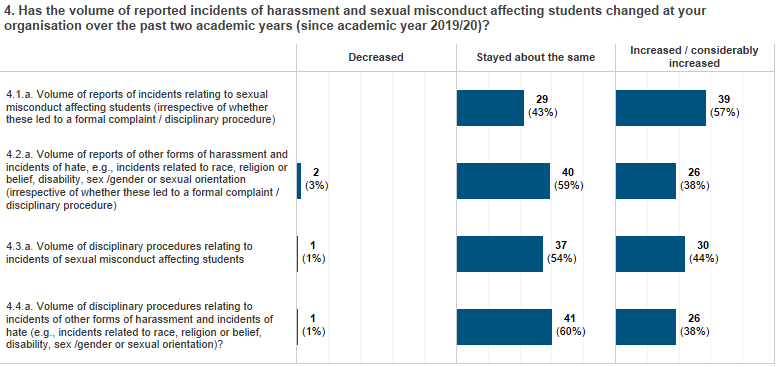 4. Has the volume of reported incidents of harassment and sexual misconduct affecting students changed at your
organisation over the past two academic years (since academic year 2019/20)?
Decreased
Stayed about the same
Increased / considerably
increased
4.1.a. Volume of reports of incidents relating to sexual
misconduct affecting students (irrespective of whether
these led to a formal complaint / disciplinary procedure)
29
(43%)
39
(57%)
4.2.a. Volume of reports of other forms of harassment and
incidents of hate, e.g., incidents related to race, religion or
belief, disability, sex /gender or sexual orientation
(irrespective of whether these led to a formal complaint /
disciplinary procedure)
2
(3%)
40
(59%)
26
(38%)
4.3.a. Volume of disciplinary procedures relating to
incidents of sexual misconduct affecting students
1
(1%)
37
(54%)
30
(44%)
4.4.a. Volume of disciplinary procedures relating to
incidents of other forms of harassment and incidents of
hate (e.g., incidents related to race, religion or belief,
disability, sex /gender or sexual orientation)?
1
(1%)
41
(60%)
26
(38%)